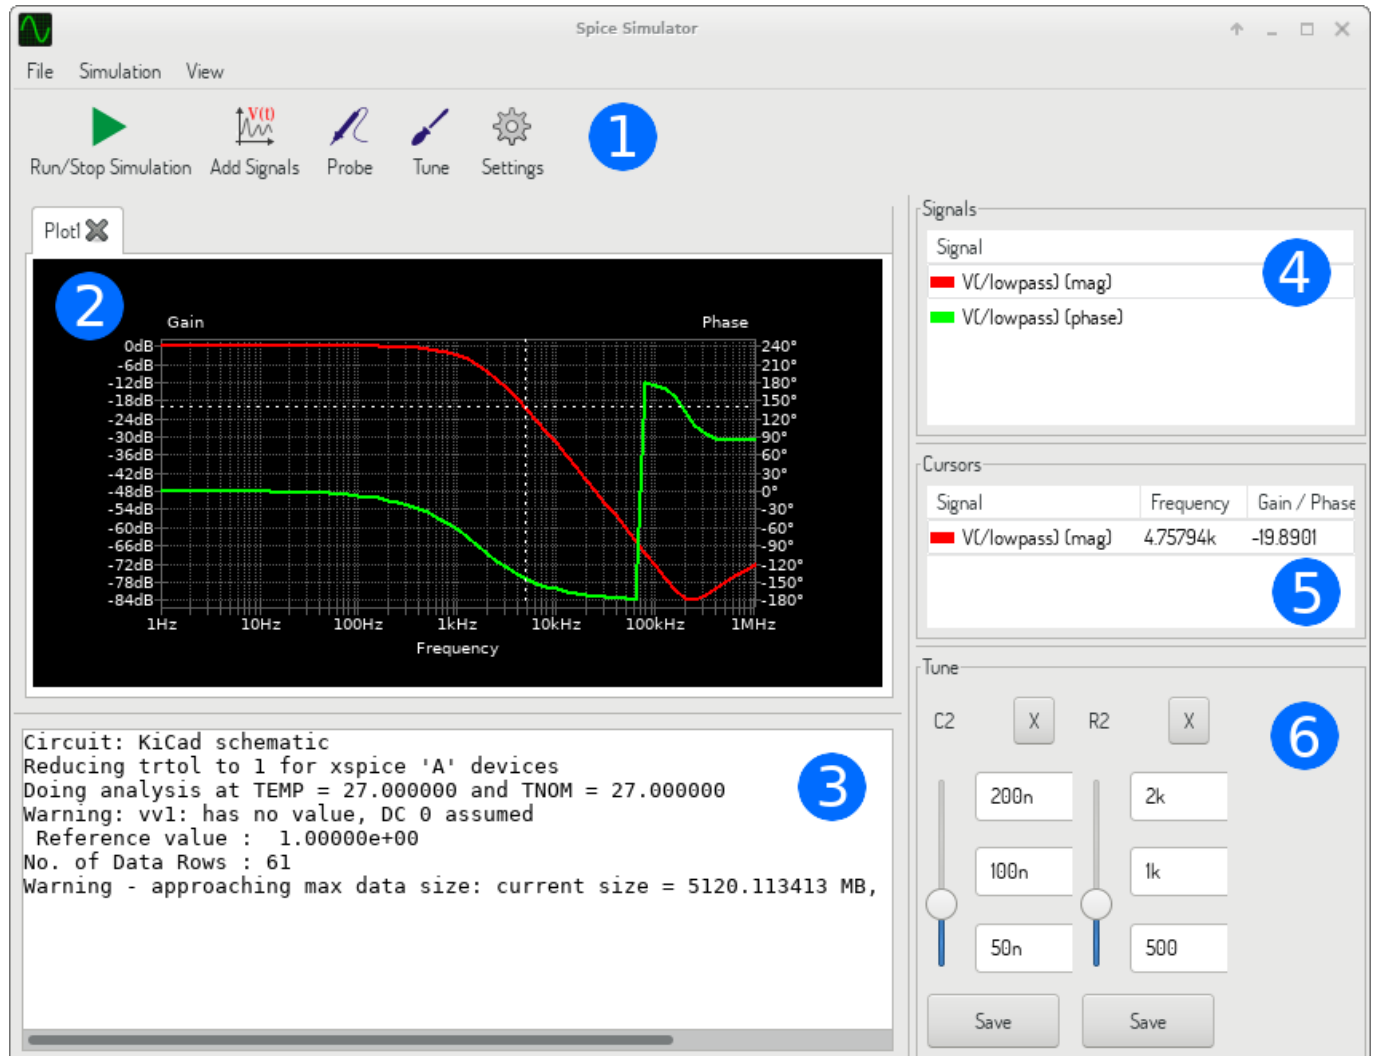 Spice Simulator
File Simulation View
Run/Stop Simulation Add Signals Probe Tune Settings
V(t)
1
Plot1
2
Gain Phase
0dB
-6dB
-12dB
-18dB
-24dB
-30dB
-36dB
-42dB
-48dB
-54dB
-60dB
-66dB
-72dB
-78dB
-84dB
240°
210°
180°
150°
120°
90°
60°
30°
0°
-30°
-60°
-90°
-120°
-150°
-180°
1Hz 10Hz 100Hz 1kHz 10kHz 100kHz 1MHz
Frequency
Circuit: KiCad schematic
Reducing trtol to 1 for xspice 'A' devices
Doing analysis at TEMP = 27.000000 and TNOM = 27.000000
Warning: vv1: has no value, DC 0 assumed
Reference value : 1.00000e+00
No. of Data Rows : 61
Warning - approaching max data size: current size = 5120.113413 MB,
3
Signals
Signal
V(/lowpass) (mag)
V(/lowpass) (phase)
4
Cursors
Signal Frequency Gain / Phase
V(/lowpass) (mag) 4.75794k -19.8901
5
Tune
C2 X R2 X
6
200n 2k
100n 1k
50n 500
Save Save